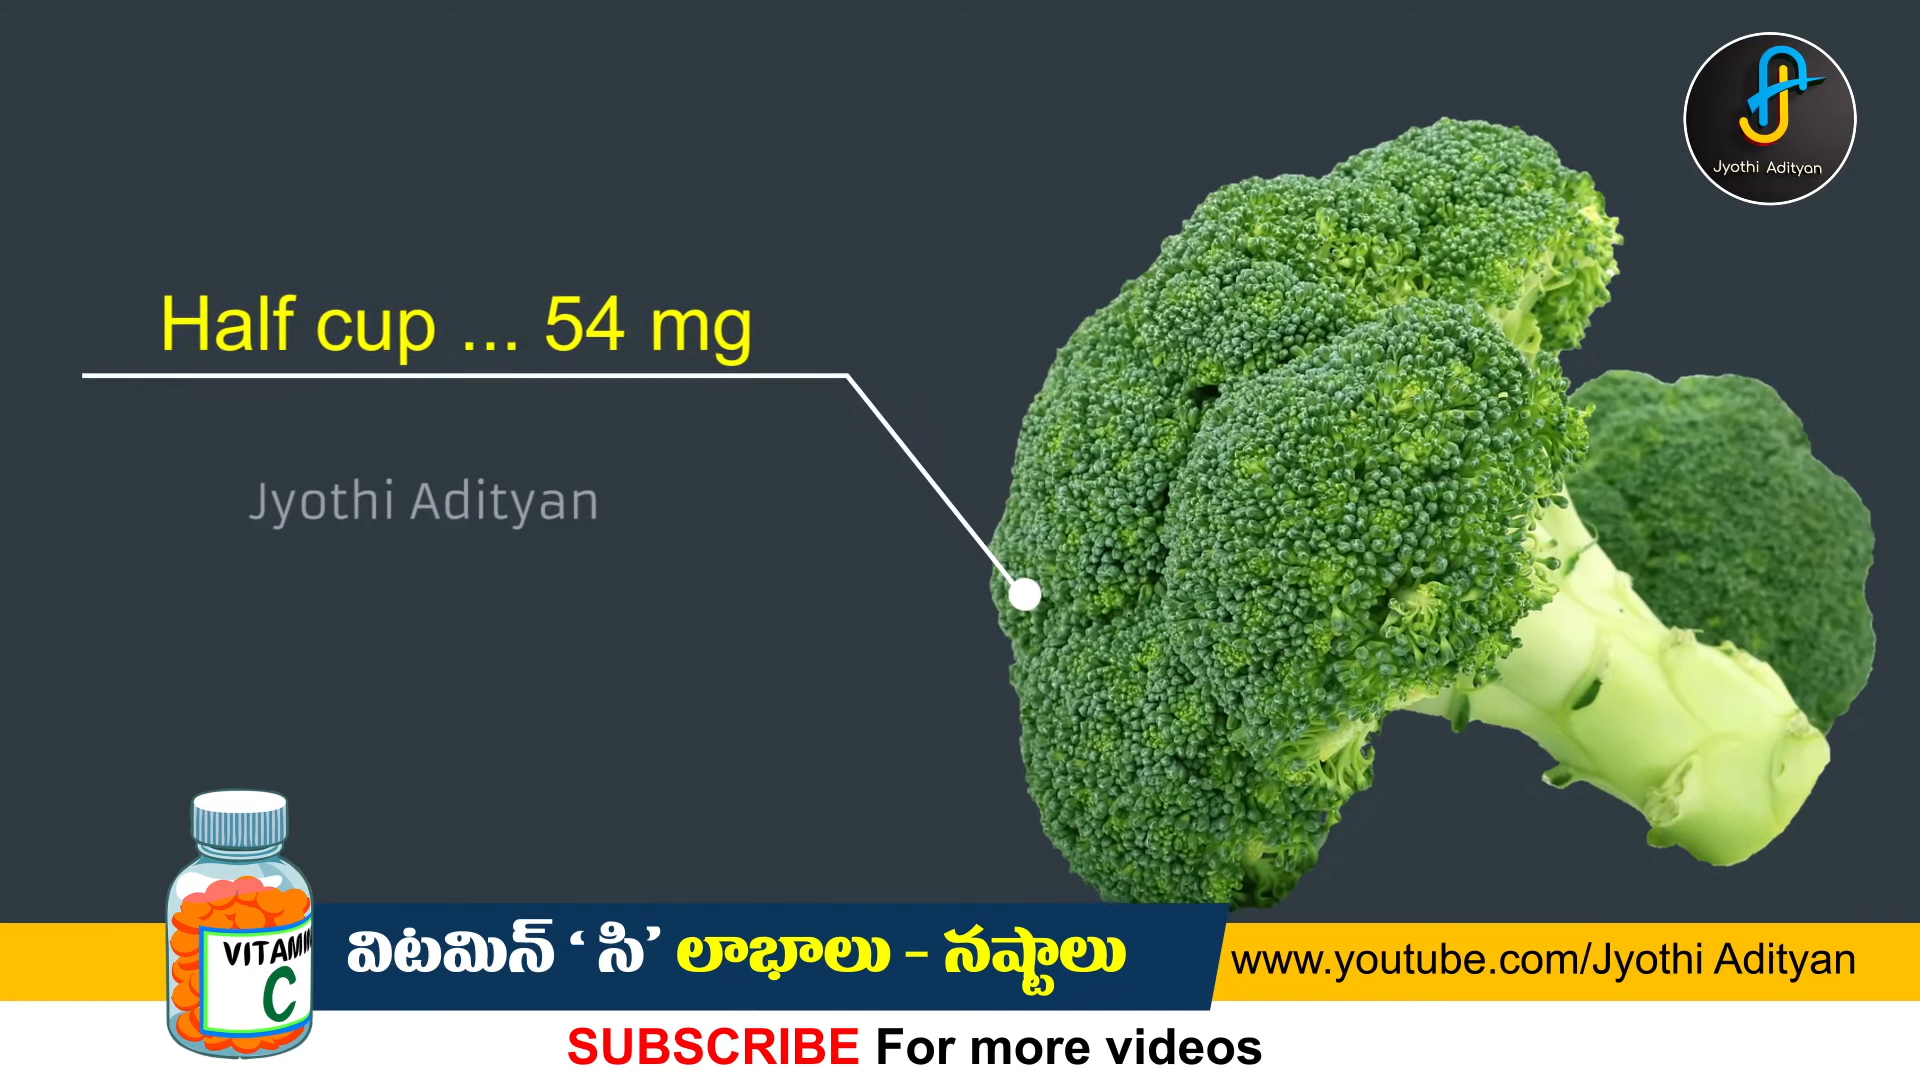 Jyothi Adityan
Half cup ... 54 mg
Jyothi Adityan
VITAMIN
C
విటమిన్ ‘ సి’ లాభాలు - నష్టాలు
www.youtube.com/Jyothi Adityan
SUBSCRIBE For more videos